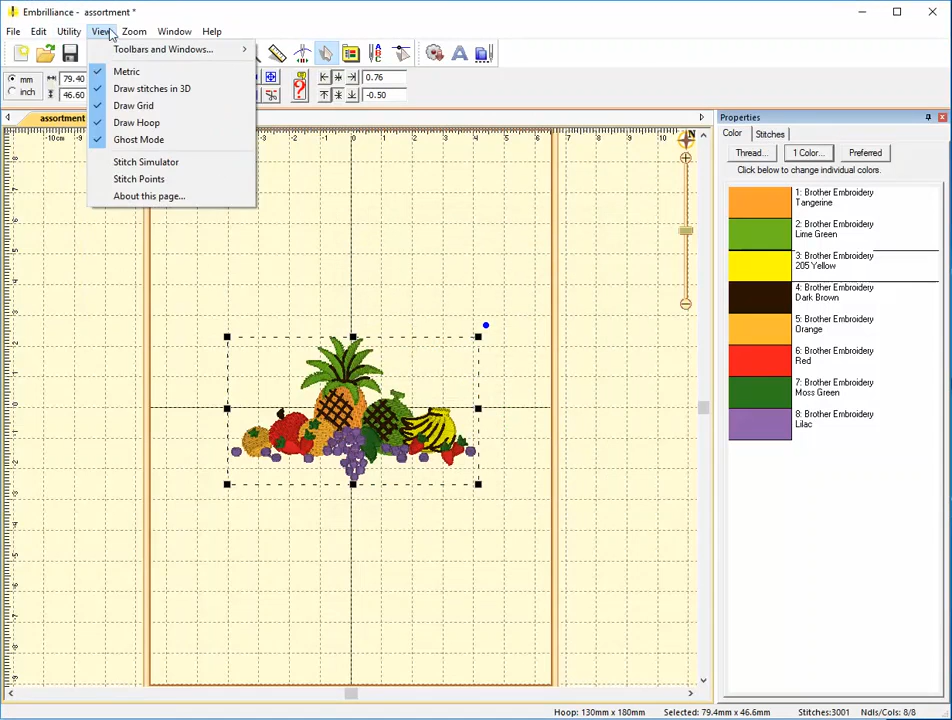 Embrilliance - assortment *
File Edit Utility View Zoom Window Help
mm
inch
79.40
46.60
0.76
-0.50
Toolbars and Windows...
Metric
Draw stitches in 3D
Draw Grid
Draw Hoop
Ghost Mode
Stitch Simulator
Stitch Points
About this page...
assortment
N
Properties
Color Stitches
Thread... 1 Color... Preferred
Click below to change individual colors.
1: Brother Embroidery
Tangerine
2: Brother Embroidery
Lime Green
3: Brother Embroidery
205 Yellow
4: Brother Embroidery
Dark Brown
5: Brother Embroidery
Orange
6: Brother Embroidery
Red
7: Brother Embroidery
Moss Green
8: Brother Embroidery
Lilac
Hoop: 130mm x 180mm Selected: 79.4mm x 46.6mm Stitches:3001 Ndls/Cols: 8/8